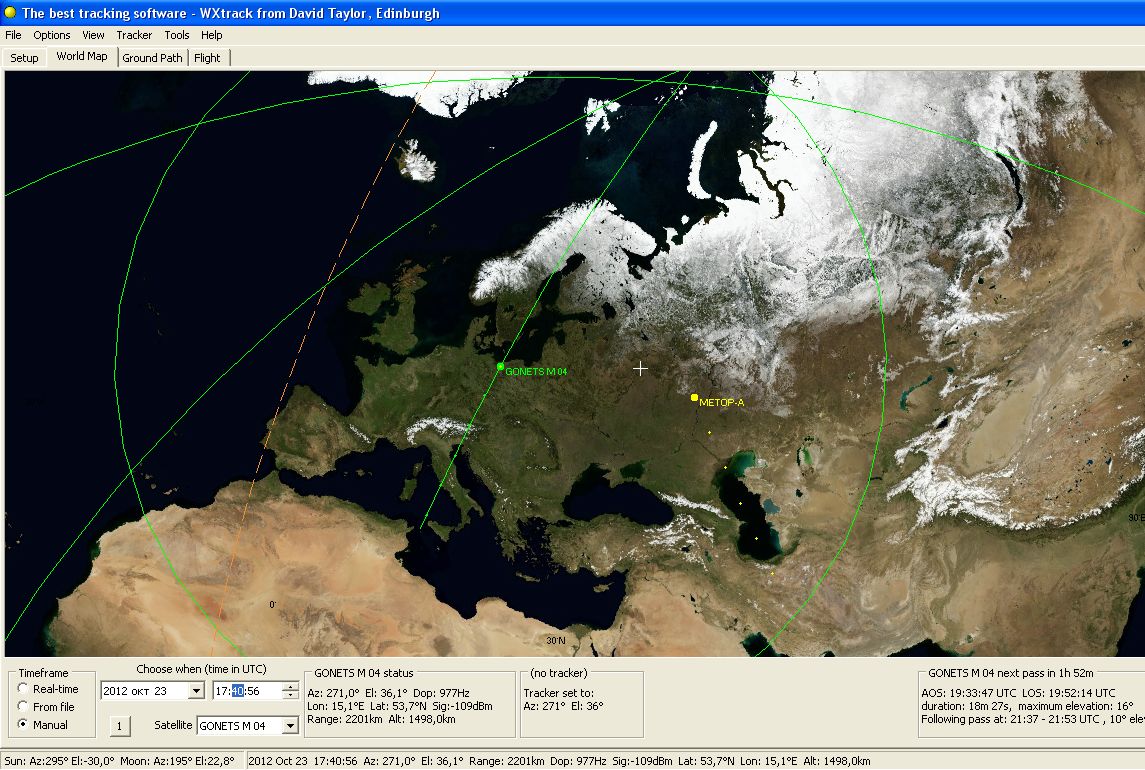 The best tracking software - WXtrack from David Taylor, Edinburgh
File Options View Tracker Tools Help
Setup World Map Ground Path Flight
GONETS M 04
METOP-A
90°E
0°
30°N
Timeframe
Real-time
From file
Manual
Choose when (time in UTC)
2012 окт 23 17:40:56
1 Satellite GONETS M 04
GONETS M 04 status
Az: 271,0° El: 36,1° Dop: 977Hz
Lon: 15,1°E Lat: 53,7°N Sig:-109dBm
Range: 2201km Alt: 1498,0km
(no tracker)
Tracker set to:
Az: 271° El: 36°
GONETS M 04 next pass in 1h 52m
AOS: 19:33:47 UTC LOS: 19:52:14 UTC
duration: 18m 27s, maximum elevation: 16°
Following pass at: 21:37 - 21:53 UTC , 10° ele
Sun: Az:295° El:-30,0° Moon: Az:195° El:22,8° 2012 Oct 23 17:40:56 Az: 271,0° El: 36,1° Range: 2201km Dop: 977Hz Sig:-109dBm Lat: 53,7°N Lon: 15,1°E Alt: 1498,0km